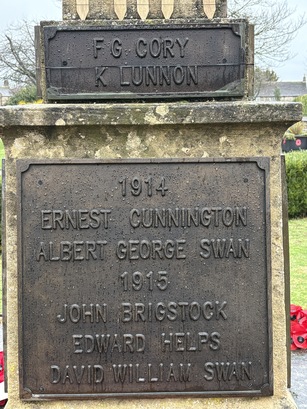 F G CORY
K LUNNON
1914
ERNEST CUNNINGTON
ALBERT GEORGE SWAN
1915
JOHN BRIGSTOCK
EDWARD HELPS
DAVID WILLIAM SWAN